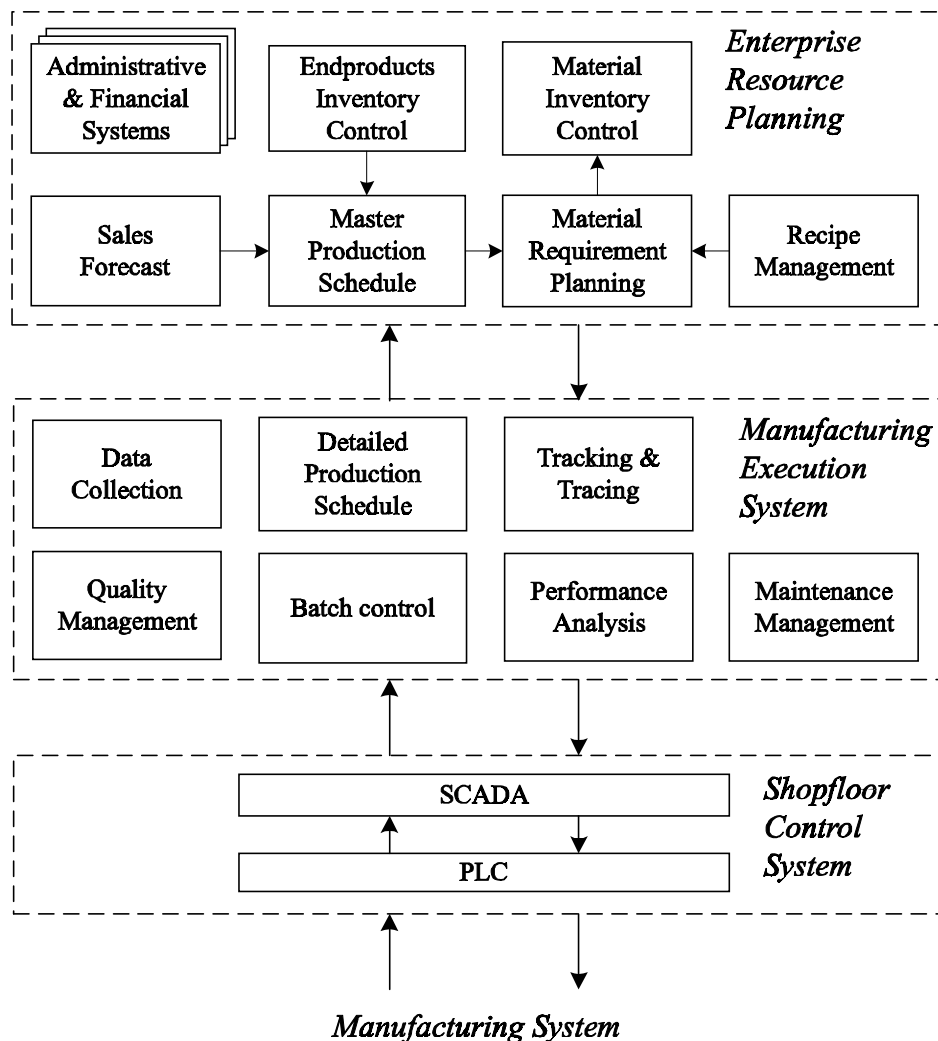 Administrative
& Financial
Systems
Endproducts
Inventory
Control
Material
Inventory
Control
Enterprise
Resource
Planning
Sales
Forecast
Master
Production
Schedule
Material
Requirement
Planning
Recipe
Management
Data
Collection
Detailed
Production
Schedule
Tracking &
Tracing
Manufacturing
Execution
System
Quality
Management
Batch control
Performance
Analysis
Maintenance
Management
SCADA
PLC
Shopfloor
Control
System
Manufacturing System